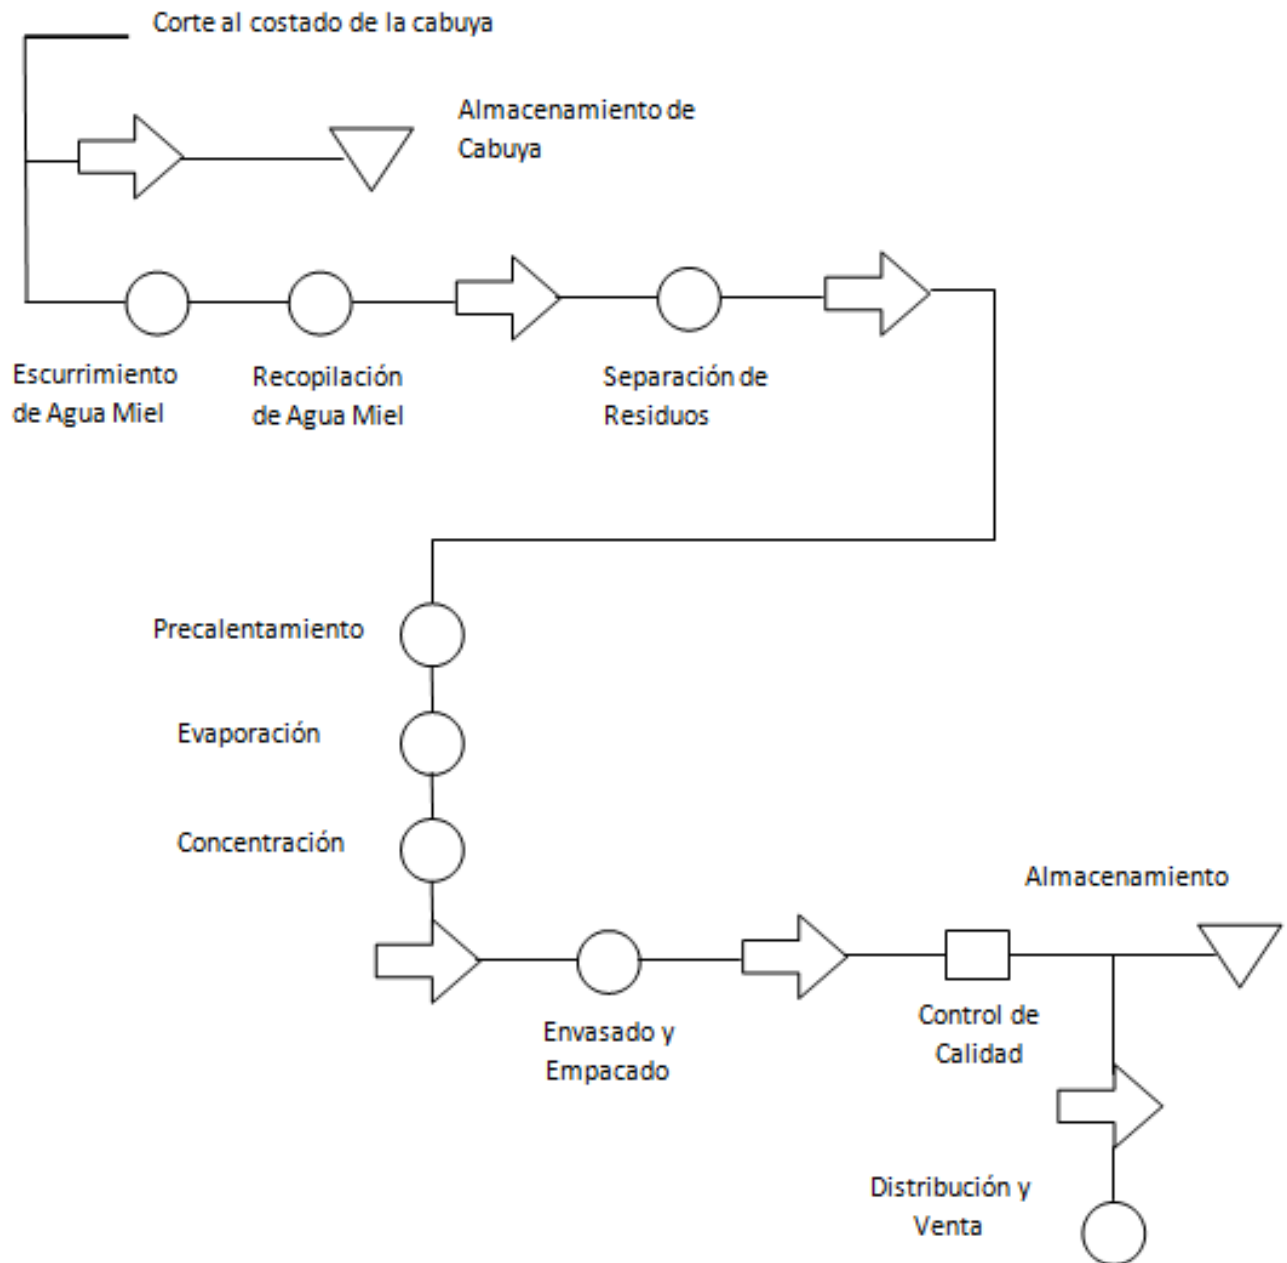 Corte al costado de la cabuya
Almacenamiento de
Cabuya
Escurrimiento
de Agua Miel
Recopilación
de Agua Miel
Separación de
Residuos
Precalentamiento
Evaporación
Concentración
Almacenamiento
Envasado y
Empacado
Control de
Calidad
Distribución y
Venta